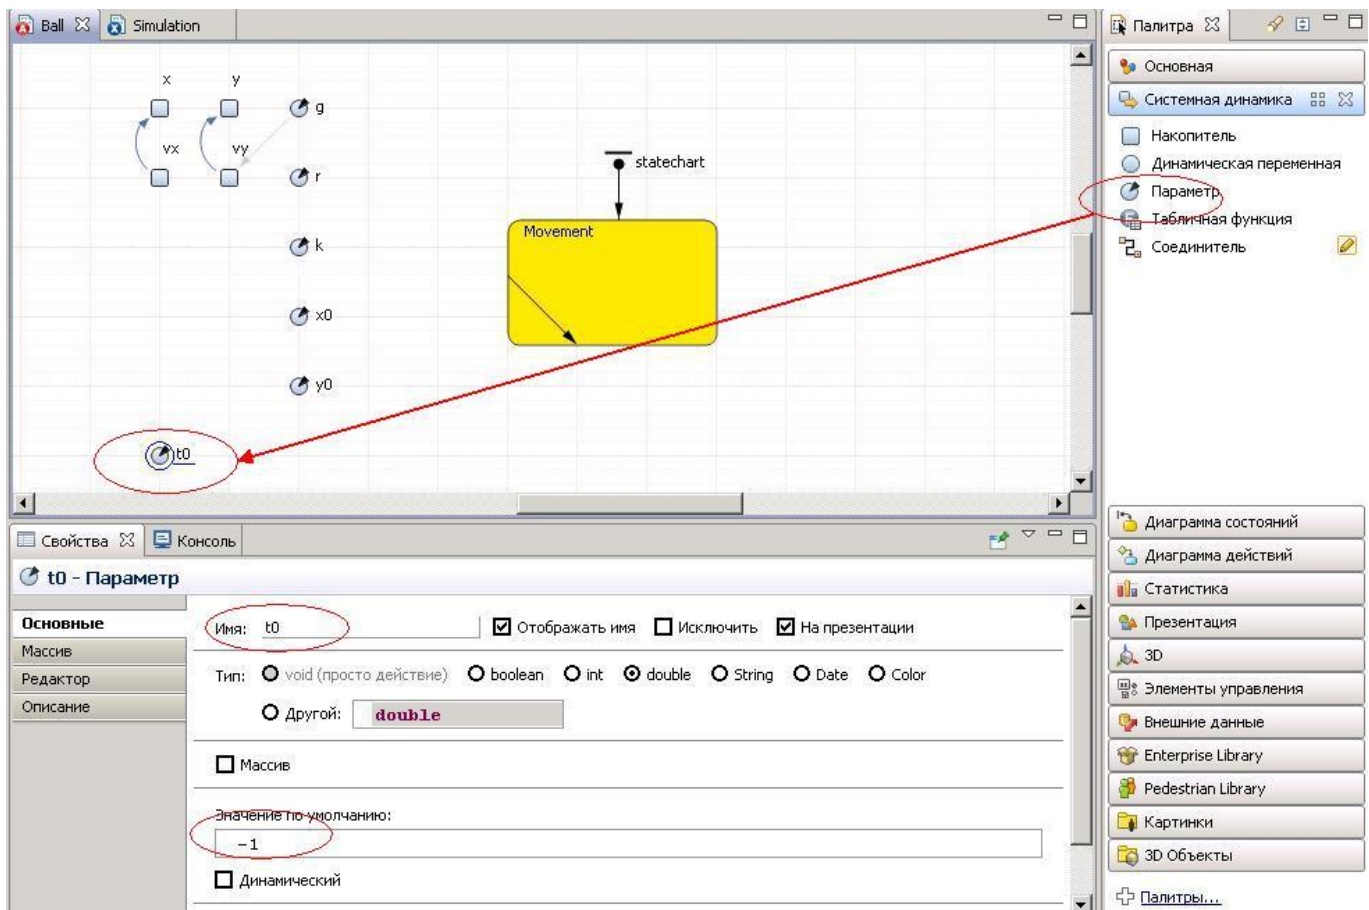 Ball Simulation
x y
g
vx vy
r
statechart
Movement
k
x0
y0
t0
Палитра
Основная
Системная динамика
Накопитель
Динамическая переменная
Параметр
Табличная функция
Соединитель
Диаграмма состояний
Диаграмма действий
Статистика
Презентация
3D
Элементы управления
Внешние данные
Enterprise Library
Pedestrian Library
Картинки
3D Объекты
Палитры...
Свойства Консоль
t0 - Параметр
Основные
Массив
Редактор
Описание
Имя: t0 Отображать имя Исключить На презентации
Тип: void (просто действие) boolean int double String Date Color
Другой: double
Массив
Значение по умолчанию:
-1
Динамический